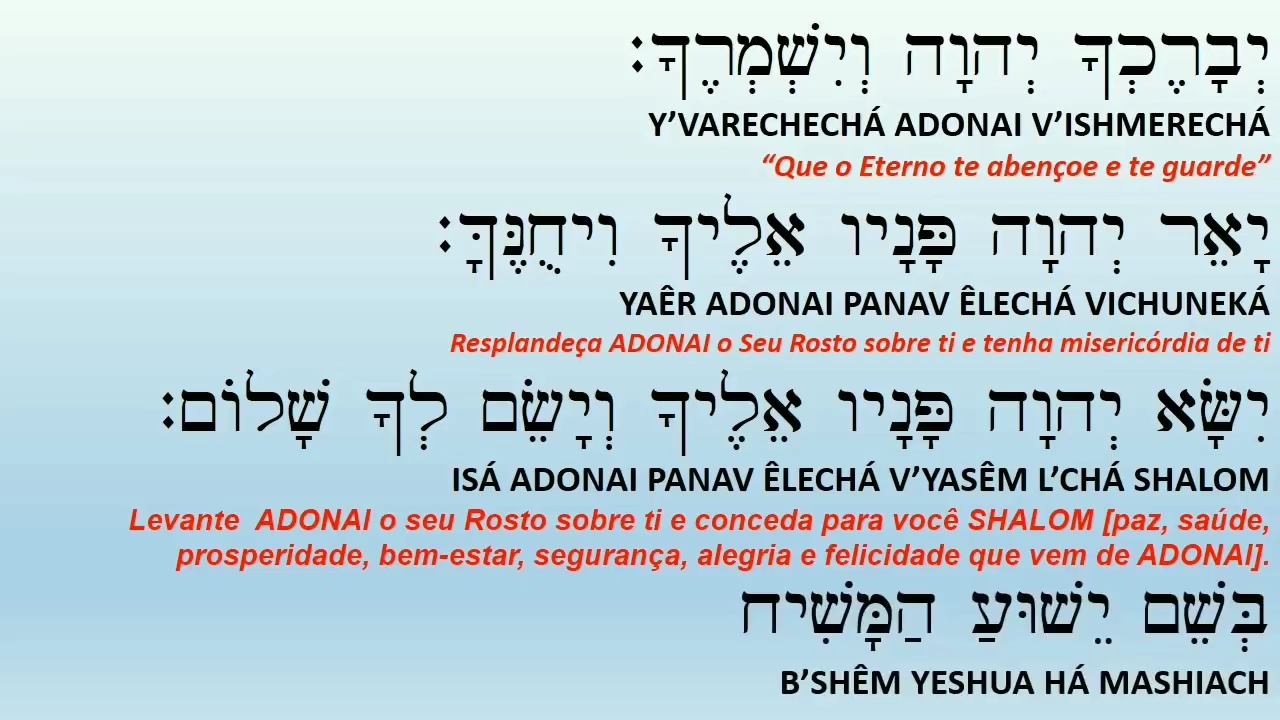 יְבָרֶכְךָ יְהוָה וְיִשְׁמְרֶךָ׃
Y’VARECHECHÁ ADONAI V’ISHMERECHÁ
“Que o Eterno te abençoe e te guarde”
יָאֵר יְהוָה פָּנָיו אֵלֶיךָ וִיחֻנֶּךָּ׃
YAÊR ADONAI PANAV ÊLECHÁ VICHUNEKÁ
Resplandeça ADONAI o Seu Rosto sobre ti e tenha misericórdia de ti
יִשָּׂא יְהוָה פָּנָיו אֵלֶיךָ וְיָשֵׂם לְךָ שָׁלוֹם׃
ISÁ ADONAI PANAV ÊLECHÁ V’YASÊM L’CHÁ SHALOM
Levante ADONAI o seu Rosto sobre ti e conceda para você SHALOM [paz, saúde,
prosperidade, bem-estar, segurança, alegria e felicidade que vem de ADONAI].
בְּשֵׁם יֵשׁוּעַ הַמָּשִׁיח
B’SHÊM YESHUA HÁ MASHIACH